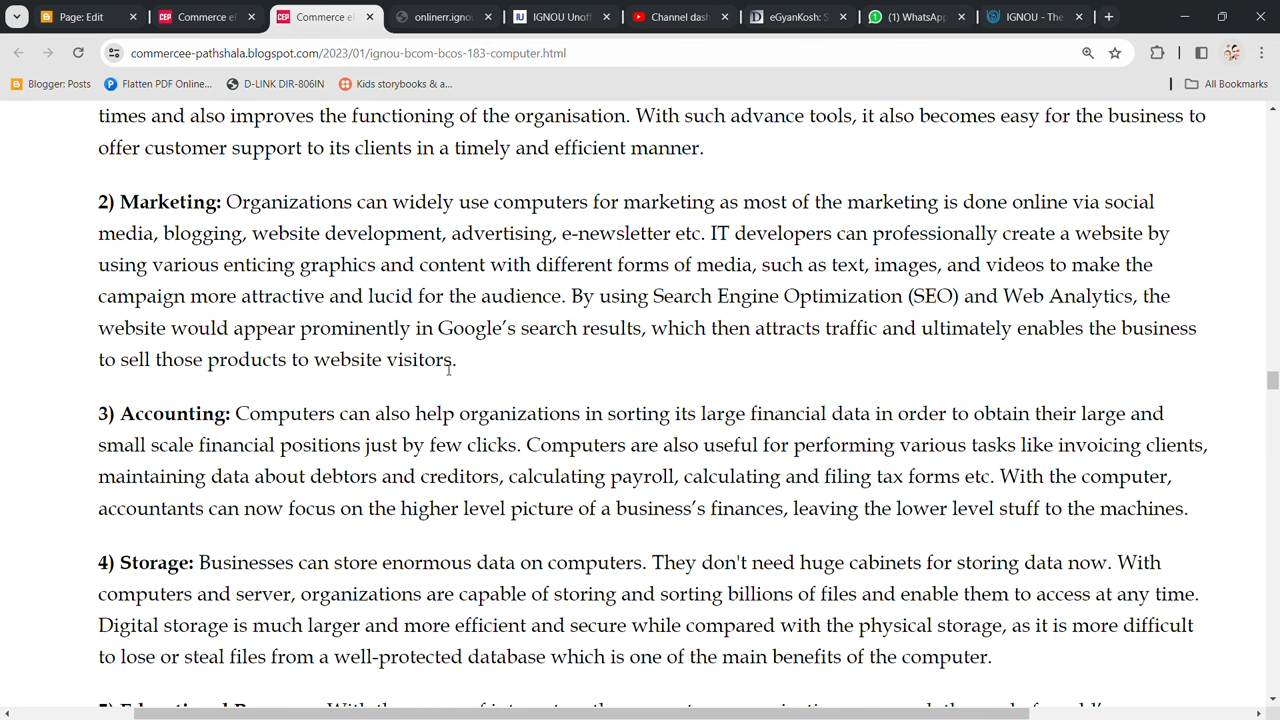 Page: Edit
Commerce el
Commerce el
onlinerr.ignou
IGNOU Unoff
Channel dash
eGyanKosh: S
(1) WhatsApp
IGNOU - The
commercee-pathshala.blogspot.com/2023/01/ignou-bcom-bcos-183-computer.html
Blogger: Posts
Flatten PDF Online...
D-LINK DIR-806IN
Kids storybooks & a...
All Bookmarks
times and also improves the functioning of the organisation. With such advance tools, it also becomes easy for the business to
offer customer support to its clients in a timely and efficient manner.
2) Marketing: Organizations can widely use computers for marketing as most of the marketing is done online via social
media, blogging, website development, advertising, e-newsletter etc. IT developers can professionally create a website by
using various enticing graphics and content with different forms of media, such as text, images, and videos to make the
campaign more attractive and lucid for the audience. By using Search Engine Optimization (SEO) and Web Analytics, the
website would appear prominently in Google's search results, which then attracts traffic and ultimately enables the business
to sell those products to website visitors.
3) Accounting: Computers can also help organizations in sorting its large financial data in order to obtain their large and
small scale financial positions just by few clicks. Computers are also useful for performing various tasks like invoicing clients,
maintaining data about debtors and creditors, calculating payroll, calculating and filing tax forms etc. With the computer,
accountants can now focus on the higher level picture of a business's finances, leaving the lower level stuff to the machines.
4) Storage: Businesses can store enormous data on computers. They don't need huge cabinets for storing data now. With
computers and server, organizations are capable of storing and sorting billions of files and enable them to access at any time.
Digital storage is much larger and more efficient and secure while compared with the physical storage, as it is more difficult
to lose or steal files from a well-protected database which is one of the main benefits of the computer.